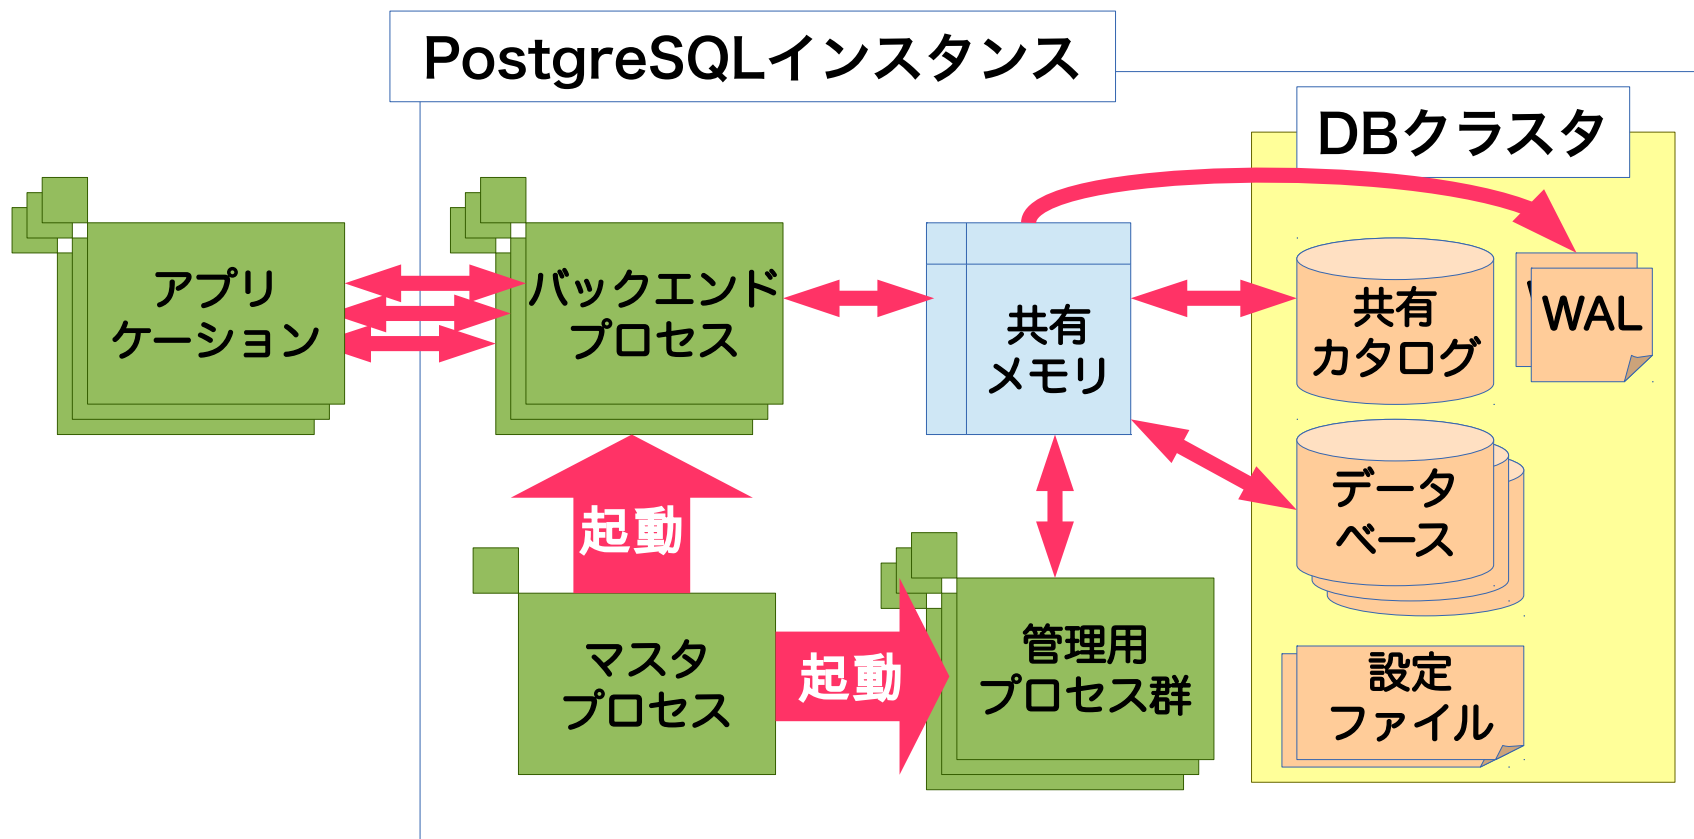 PostgreSQLインスタンス
DBクラスタ
アプリ
ケーション
バックエンド
プロセス
共有
メモリ
共有
カタログ
WAL
データ
ベース
起動
マスタ
プロセス
起動
管理用
プロセス群
設定
ファイル